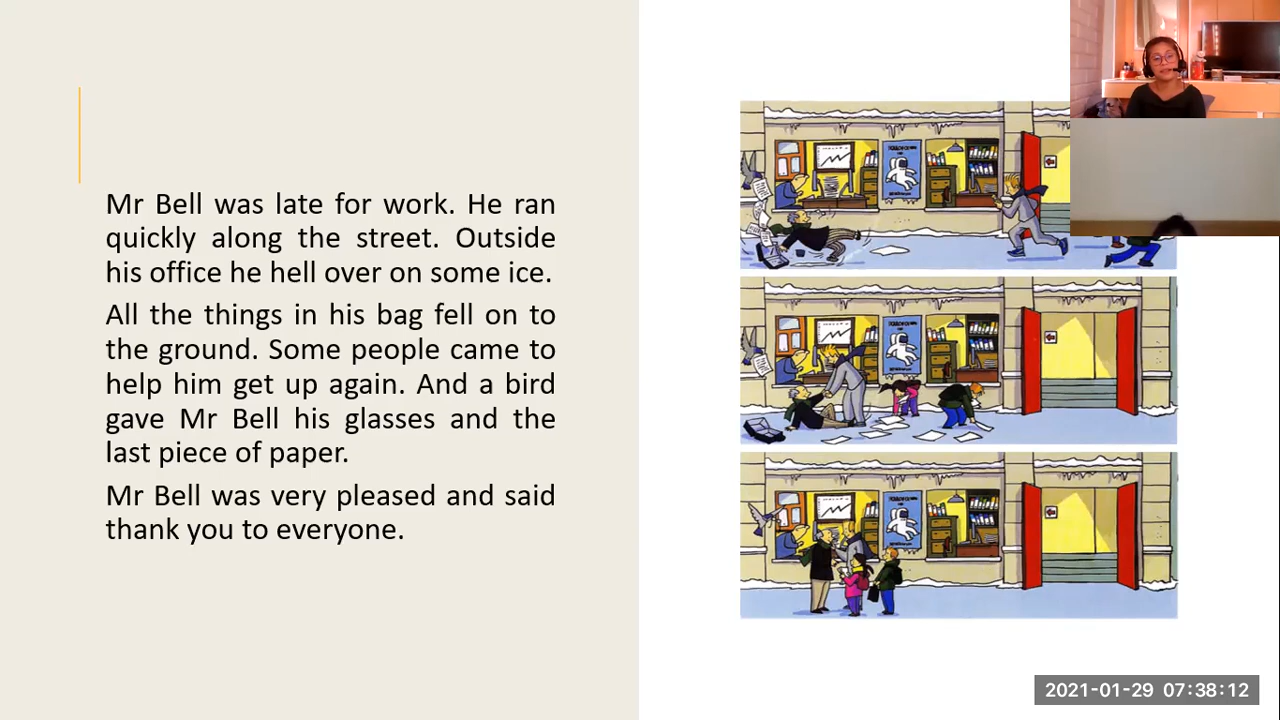 Mr Bell was late for work. He ran
quickly along the street. Outside
his office he hell over on some ice.
All the things in his bag fell on to
the ground. Some people came to
help him get up again. And a bird
gave Mr Bell his glasses and the
last piece of paper.
Mr Bell was very pleased and said
thank you to everyone.
2021-01-29 07:38:12